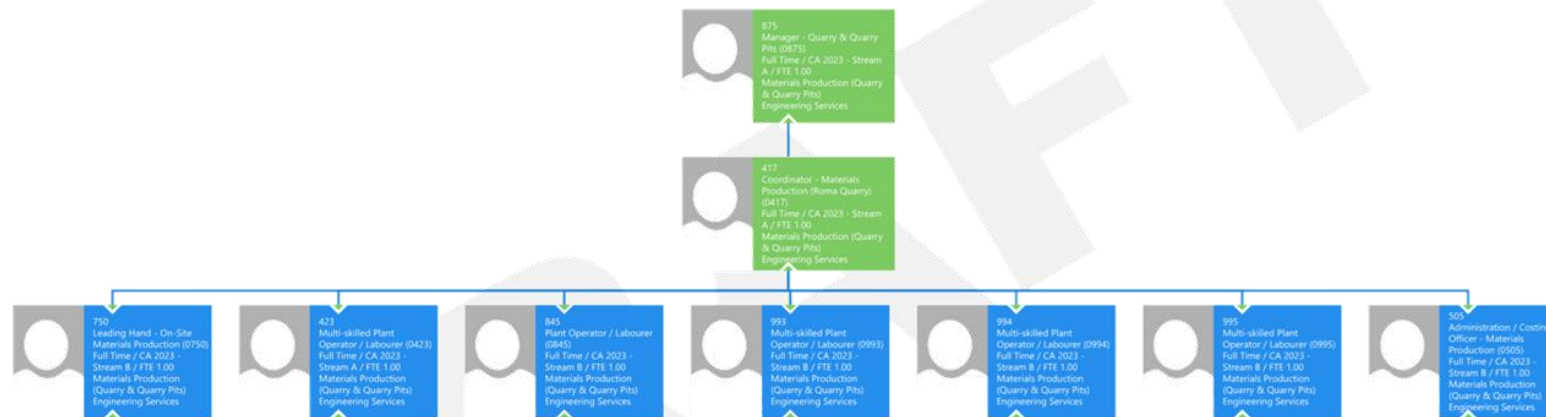 875
Manager - Quarry & Quarry
Pits (0875)
Full Time / CA 2023 - Stream
A / FTE 1.00
Materials Production (Quarry
& Quarry Pits)
Engineering Services
417
Coordinator - Materials
Production (Roma Quarry)
(0417)
Full Time / CA 2023 - Stream
A / FTE 1.00
Materials Production (Quarry
& Quarry Pits)
Engineering Services
750
Leading Hand - On-Site
Materials Production (0750)
Full Time / CA 2023 -
Stream B / FTE 1.00
Materials Production
(Quarry & Quarry Pits)
Engineering Services
423
Multi-skilled Plant
Operator / Labourer (0423)
Full Time / CA 2023 -
Stream A / FTE 1.00
Materials Production
(Quarry & Quarry Pits)
Engineering Services
845
Plant Operator / Labourer
(0845)
Full Time / CA 2023 -
Stream B / FTE 1.00
Materials Production
(Quarry & Quarry Pits)
Engineering Services
993
Multi-skilled Plant
Operator / Labourer (0993)
Full Time / CA 2023 -
Stream B / FTE 1.00
Materials Production
(Quarry & Quarry Pits)
Engineering Services
994
Multi-skilled Plant
Operator / Labourer (0994)
Full Time / CA 2023 -
Stream B / FTE 1.00
Materials Production
(Quarry & Quarry Pits)
Engineering Services
995
Multi-skilled Plant
Operator / Labourer (0995)
Full Time / CA 2023 -
Stream B / FTE 1.00
Materials Production
(Quarry & Quarry Pits)
Engineering Services
505
Administration / Costin
Officer - Materials
Production (0505)
Full Time / CA 2023 -
Stream B / FTE 1.00
Materials Production
(Quarry & Quarry Pits)
Engineering Services